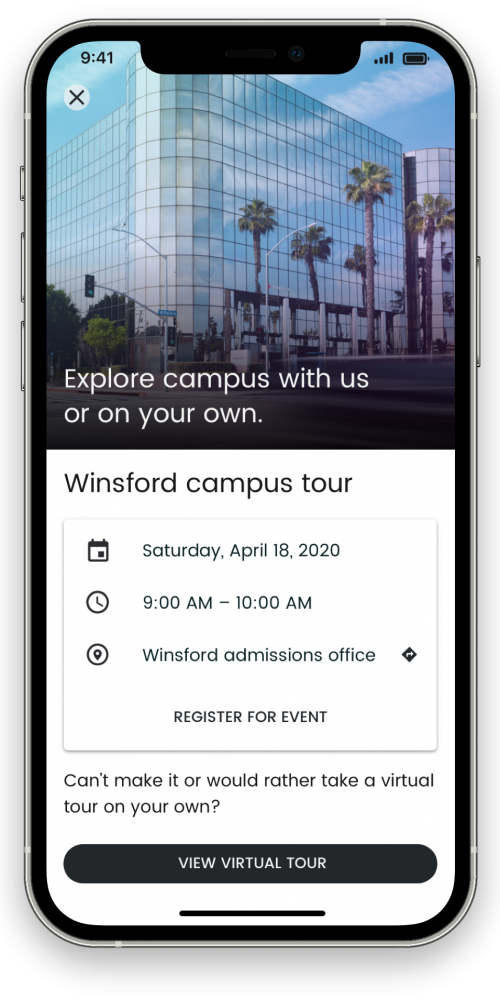 9:41
Explore campus with us
or on your own.
Winsford campus tour
Saturday, April 18, 2020
9:00 AM – 10:00 AM
Winsford admissions office
REGISTER FOR EVENT
Can't make it or would rather take a virtual
tour on your own?
VIEW VIRTUAL TOUR